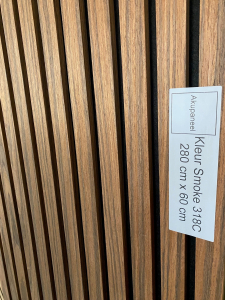 Akupaneel
Kleur Smoke 318C
280 cm x 60 cm